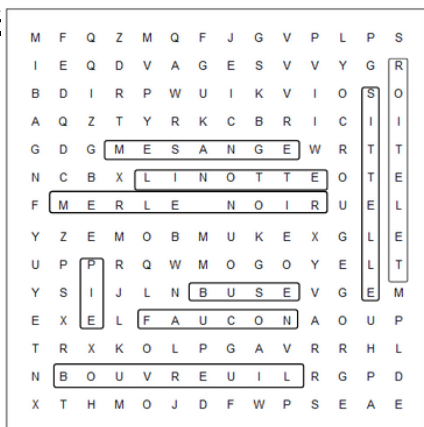 M F Q Z M Q F J G V P L P S
I E Q D V A G E S V V Y G R
B D I R P W U I K V I O S O
A Q Z T Y R K C B R I C I I
G D G M E S A N G E W R T T
N C B X L I N O T T E O T E
F M E R L E N O I R U E L
Y Z E M O B M U K E X G L E
U P P R Q W M O G O Y E L T
Y S I J L N B U S E V G E M
E X E L F A U C O N A O U P
T R X K O L P G A V R R H L
N B O U V R E U I L R G P D
X T H M O J D F W P S E A E